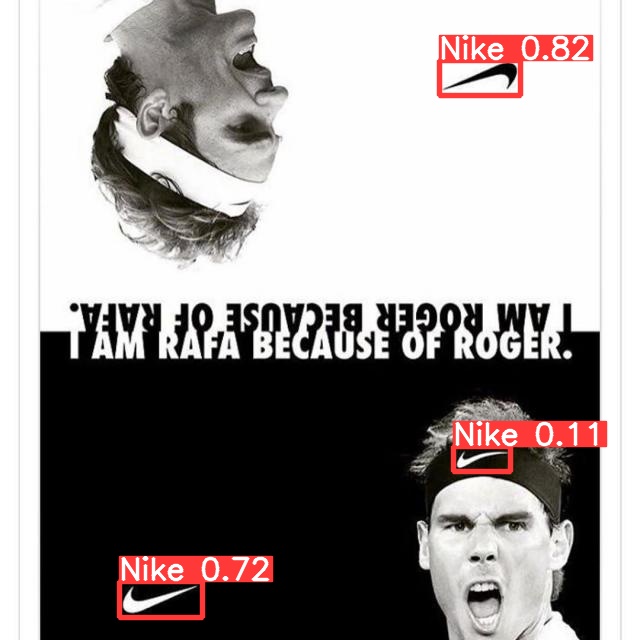 Nike 0.82
I AM ROGER BECAUSE OF RAFA.
I AM RAFA BECAUSE OF ROGER.
Nike 0.11
Nike 0.72